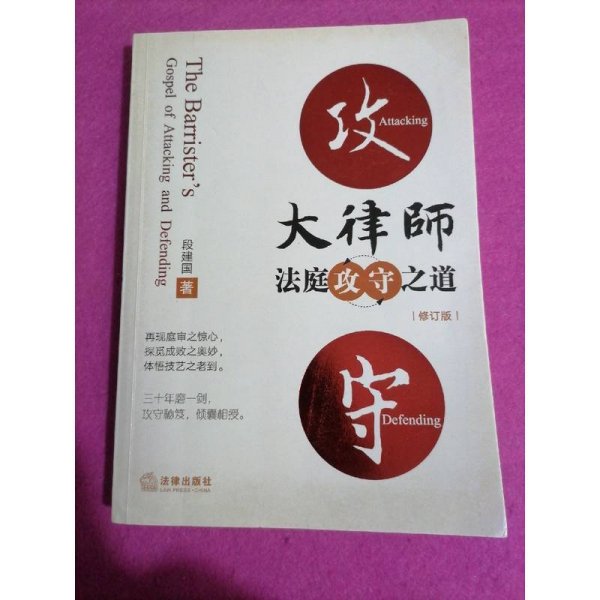 The Barrister's
Gospel of Attacking and Defending
段建国 著
攻
Attacking
大律師
法庭攻守之道
|修订版|
守
Defending
再现庭审之惊心，
探觅成败之奥妙，
体悟技艺之老到。
三十年磨一剑，
攻守秘笈，倾囊相授。
法律出版社
LAW PRESS·CHINA